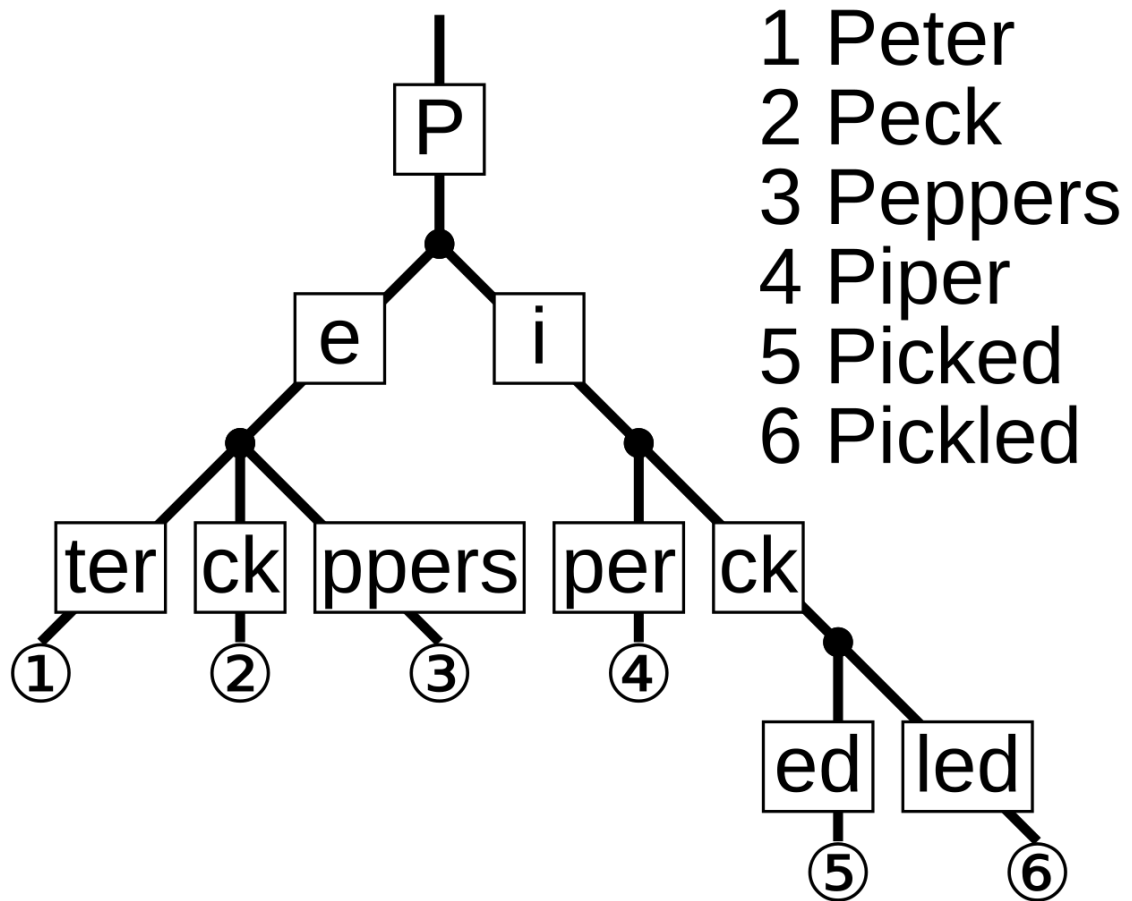 P
e i
ter ck ppers per ck
① ② ③ ④
ed led
⑤ ⑥
1 Peter
2 Peck
3 Peppers
4 Piper
5 Picked
6 Pickled